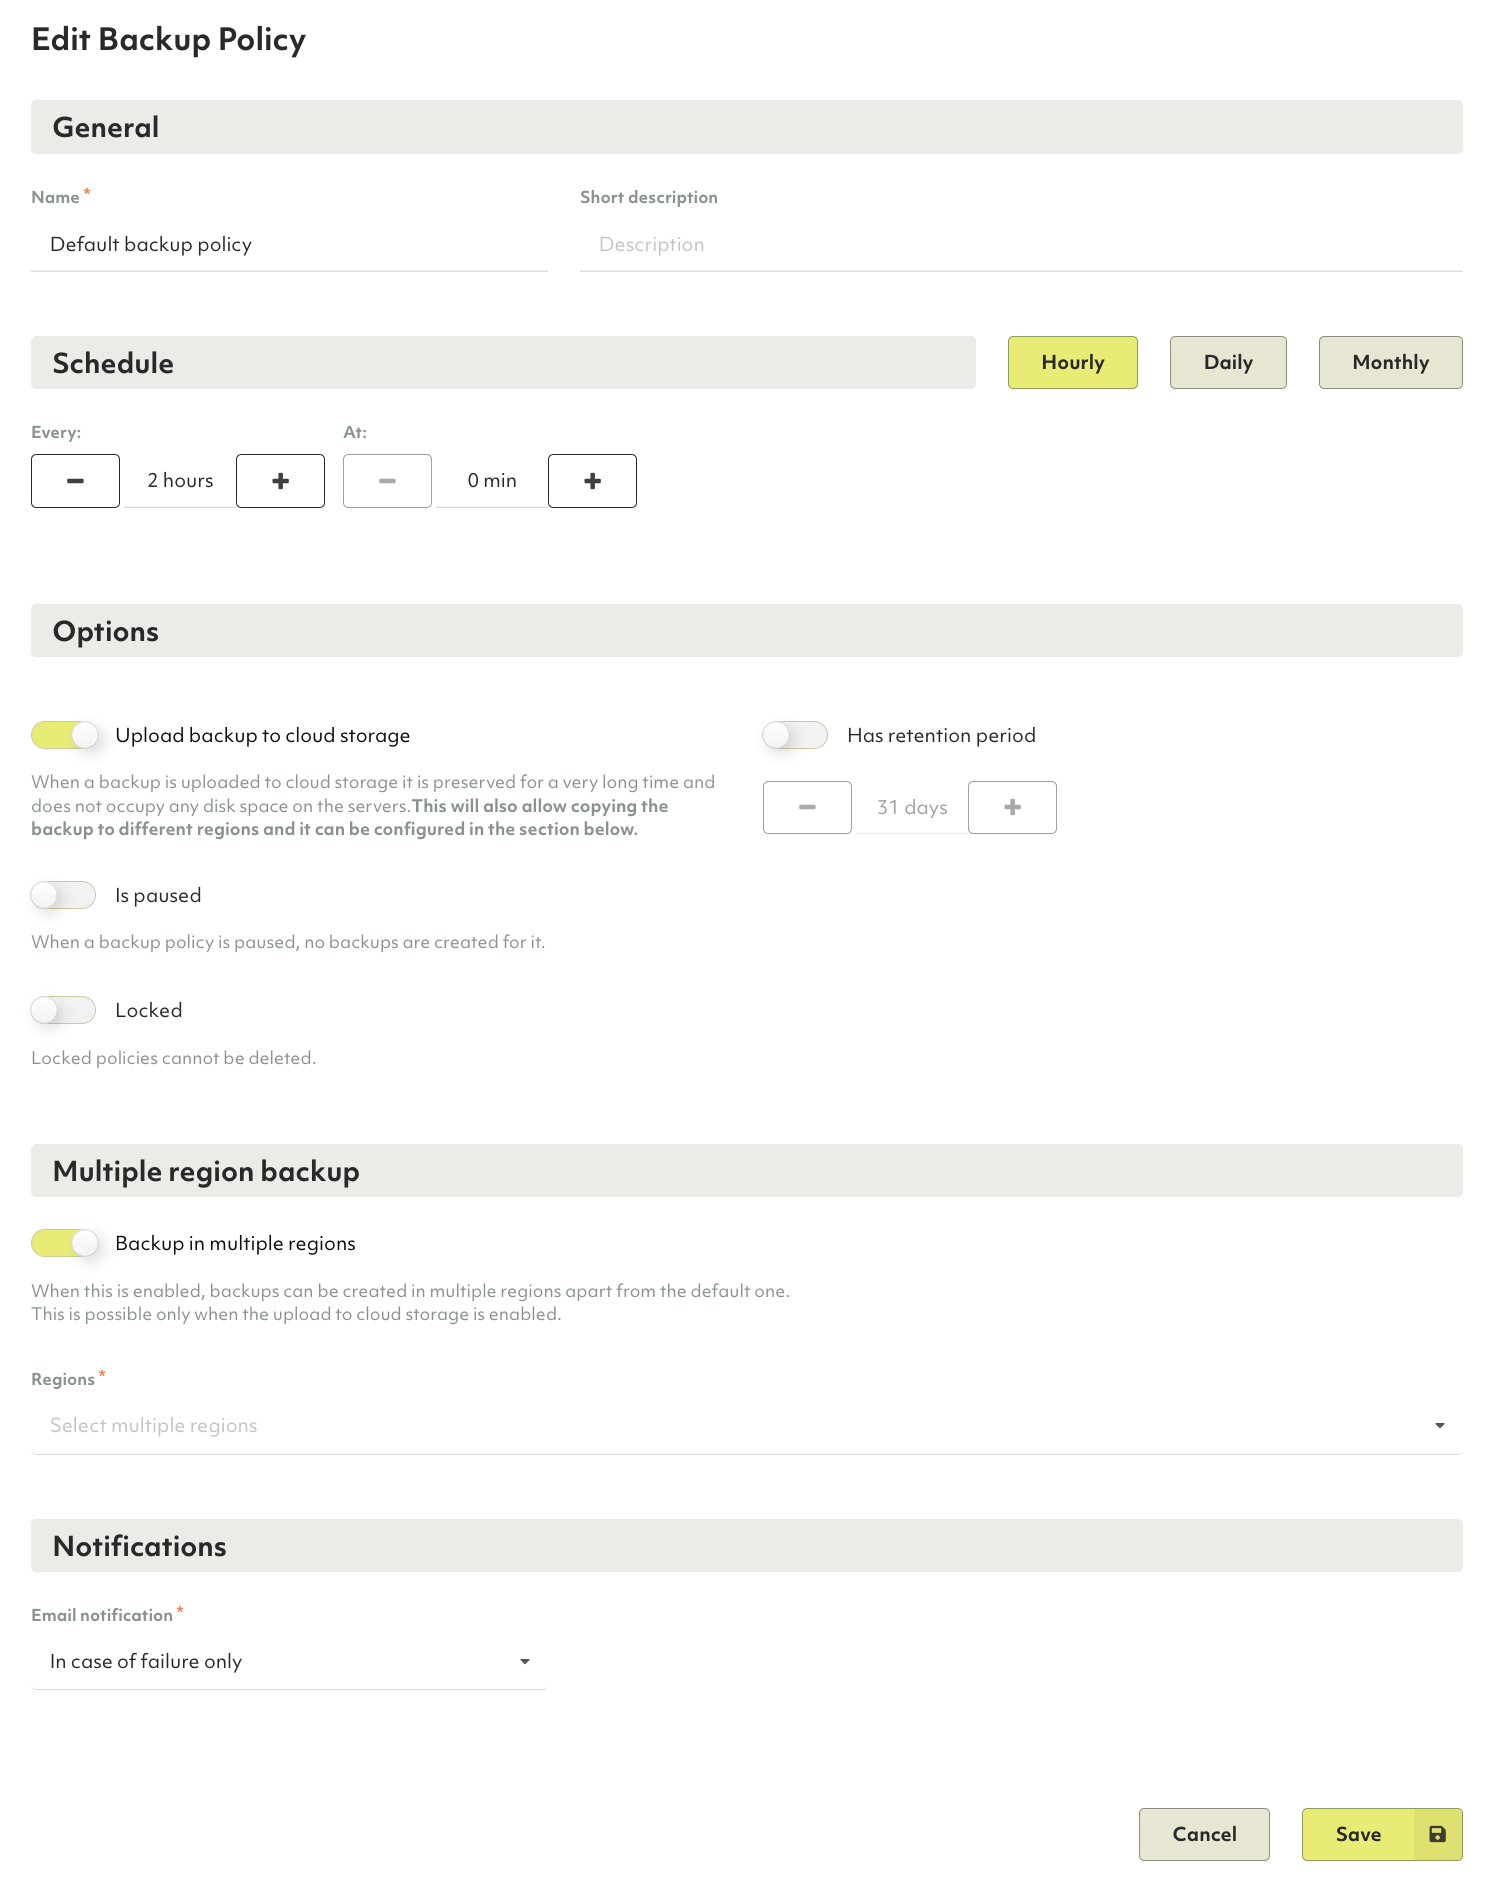 Edit Backup Policy
General
Name *
Short description
Default backup policy
Description
Schedule
Hourly
Daily
Monthly
Every:
At:
2 hours
0 min
Options
Upload backup to cloud storage
Has retention period
When a backup is uploaded to cloud storage it is preserved for a very long time and
does not occupy any disk space on the servers.This will also allow copying the
backup to different regions and it can be configured in the section below.
31 days
Is paused
When a backup policy is paused, no backups are created for it.
Locked
Locked policies cannot be deleted.
Multiple region backup
Backup in multiple regions
When this is enabled, backups can be created in multiple regions apart from the default one.
This is possible only when the upload to cloud storage is enabled.
Regions *
Select multiple regions
Notifications
Email notification *
In case of failure only
Cancel
Save